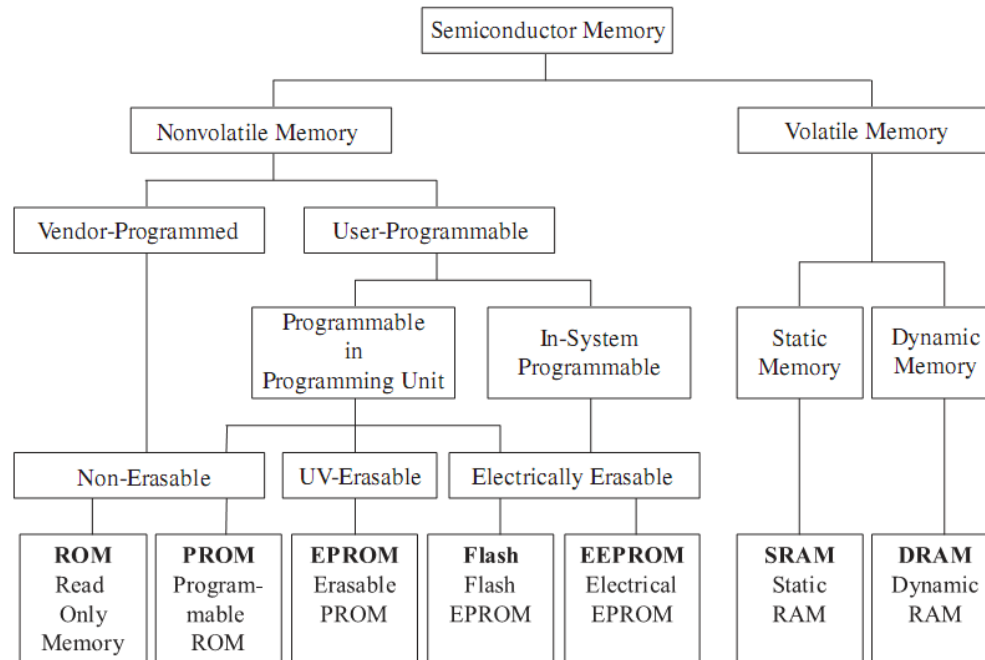 Semiconductor Memory
Nonvolatile Memory
Volatile Memory
Vendor-Programmed
User-Programmable
Programmable
in
Programming Unit
In-System
Programmable
Static
Memory
Dynamic
Memory
Non-Erasable
UV-Erasable
Electrically Erasable
ROM
Read
Only
Memory
PROM
Program-
mable
ROM
EPROM
Erasable
PROM
Flash
Flash
EPROM
EEPROM
Electrical
EPROM
SRAM
Static
RAM
DRAM
Dynamic
RAM